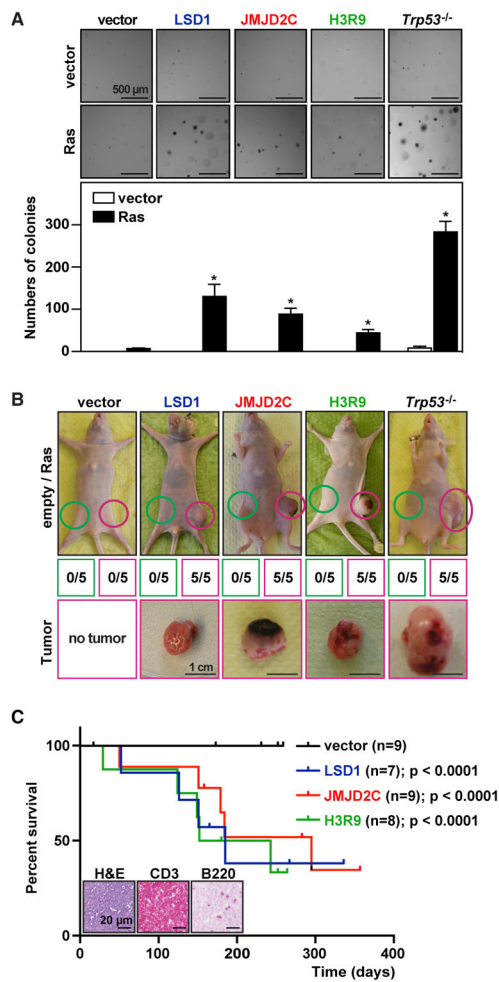 A
vector LSD1 JMJD2C H3R9 Trp53-/-
vector
500 µm
Ras
vector
Ras
Numbers of colonies
300
200
100
0
* * * *
B
vector LSD1 JMJD2C H3R9 Trp53-/-
empty / Ras
0/5 0/5 0/5 5/5 0/5 5/5 0/5 5/5 0/5 5/5
Tumor
no tumor
1 cm
C
Percent survival
100
50
0
vector (n=9)
LSD1 (n=7); p < 0.0001
JMJD2C (n=9); p < 0.0001
H3R9 (n=8); p < 0.0001
H&E CD3 B220
20 µm
0 100 200 300 400
Time (days)